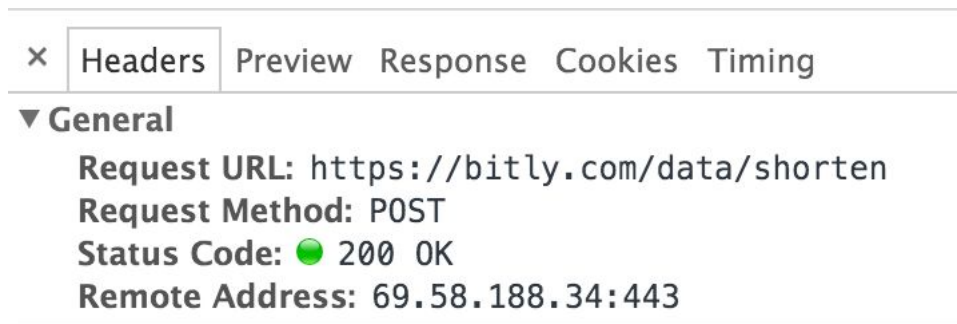 × Headers Preview Response Cookies Timing
▼ General
Request URL: https://bitly.com/data/shorten
Request Method: POST
Status Code: 200 OK
Remote Address: 69.58.188.34:443